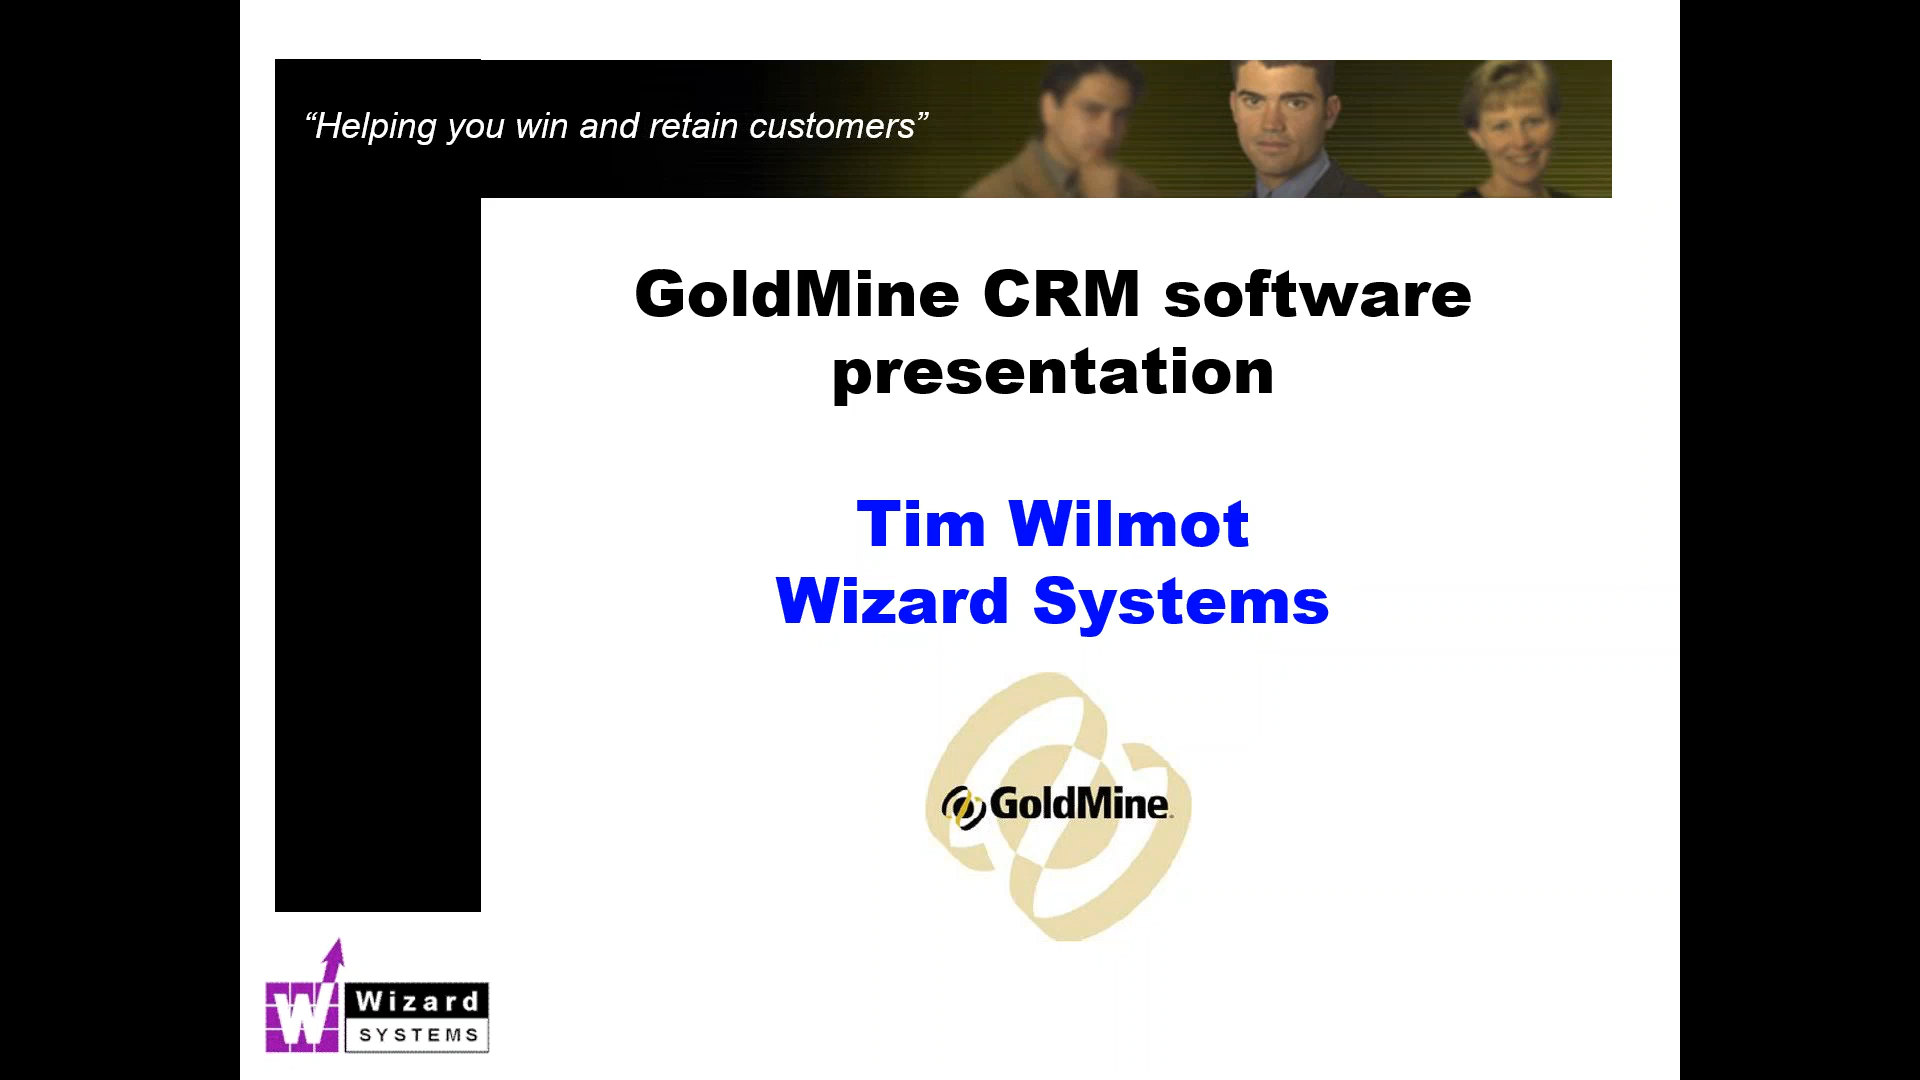 “Helping you win and retain customers”
GoldMine CRM software
presentation
Tim Wilmot
Wizard Systems
GoldMine
W Wizard
SYSTEMS